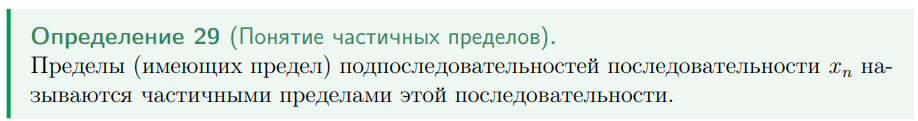 Определение 29 (Понятие частичных пределов).
Пределы (имеющих предел) подпоследовательностей последовательности xₙ на-
зываются частичными пределами этой последовательности.